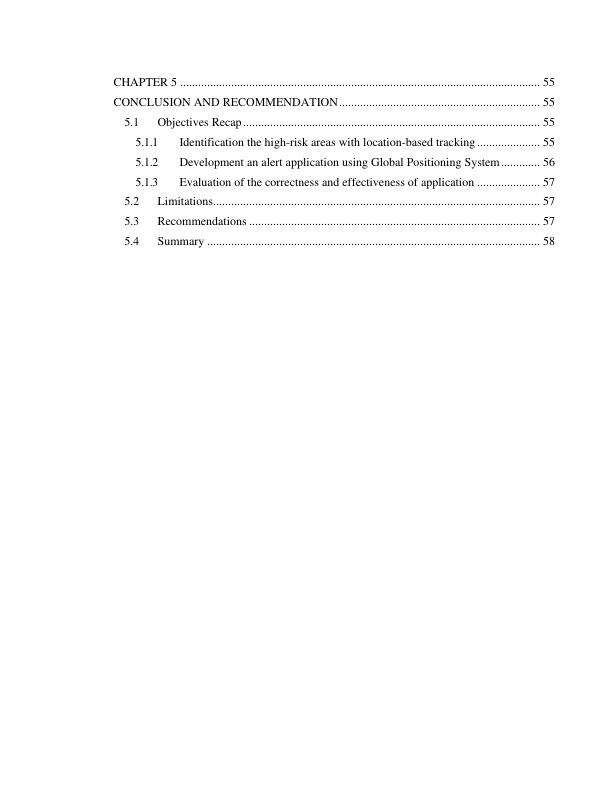 CHAPTER 5 ........................................................................................................................ 55
CONCLUSION AND RECOMMENDATION................................................................... 55
5.1 Objectives Recap................................................................................................... 55
5.1.1 Identification the high-risk areas with location-based tracking ..................... 55
5.1.2 Development an alert application using Global Positioning System............. 56
5.1.3 Evaluation of the correctness and effectiveness of application ..................... 57
5.2 Limitations............................................................................................................. 57
5.3 Recommendations ................................................................................................. 57
5.4 Summary ............................................................................................................... 58